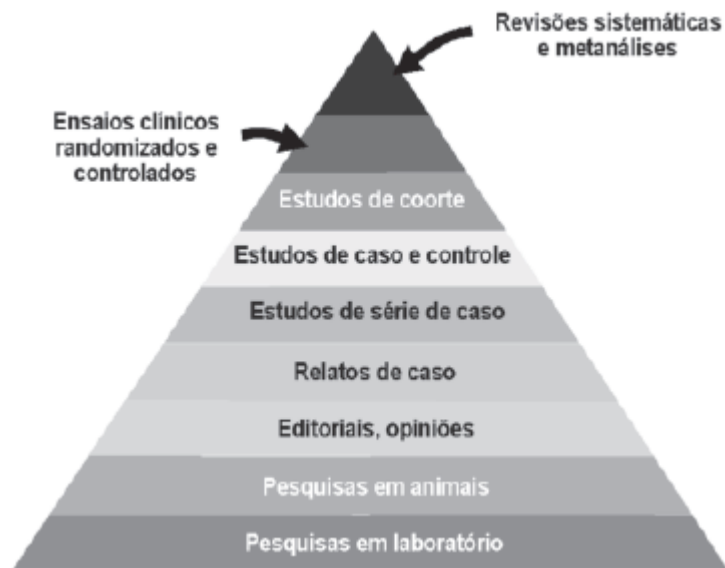 Revisões sistemáticas
e metanálises
Ensaios clínicos
randomizados e
controlados
Estudos de coorte
Estudos de caso e controle
Estudos de série de caso
Relatos de caso
Editoriais, opiniões
Pesquisas em animais
Pesquisas em laboratório